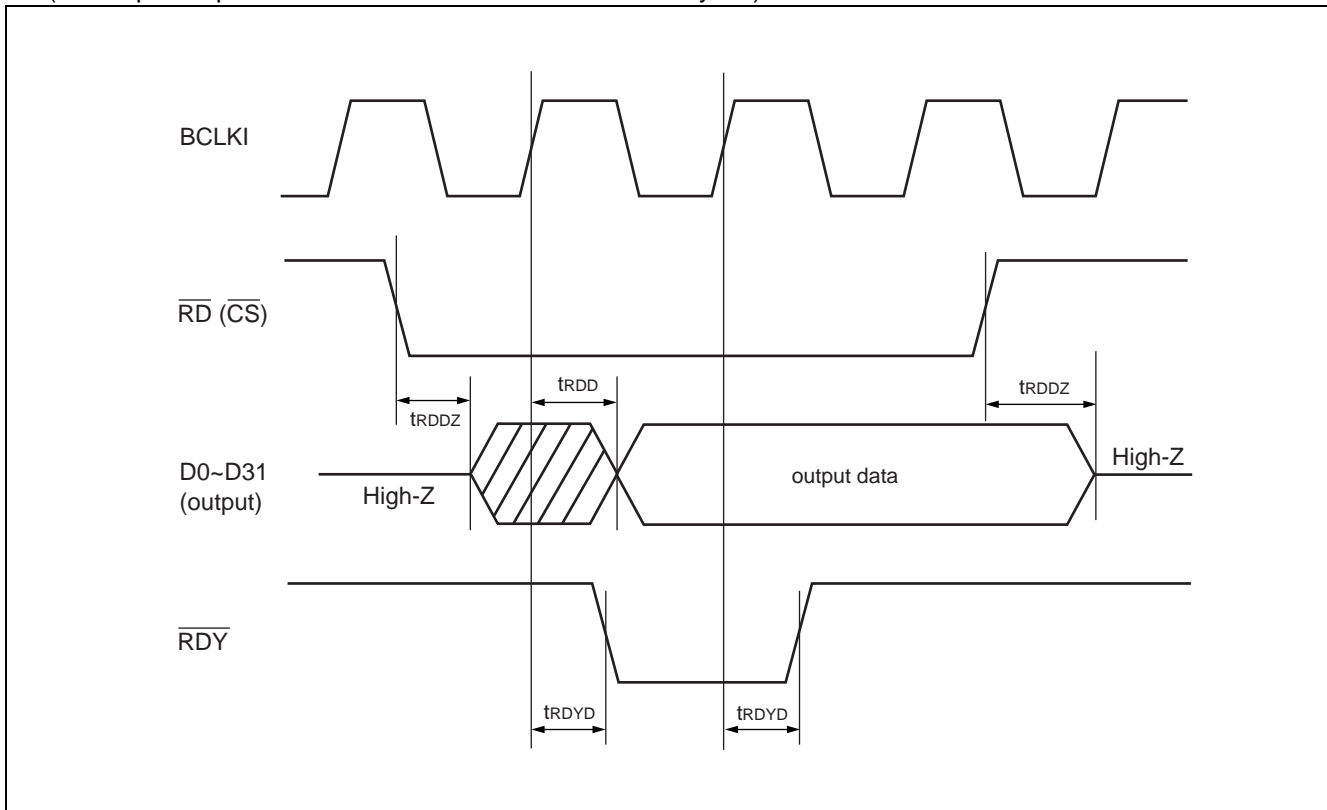 BCLKI
RD (CS)
tRDD
tRDDZ
tRDDZ
D0~D31
(output)
High-Z
output data
High-Z
RDY
tRDYD
tRDYD